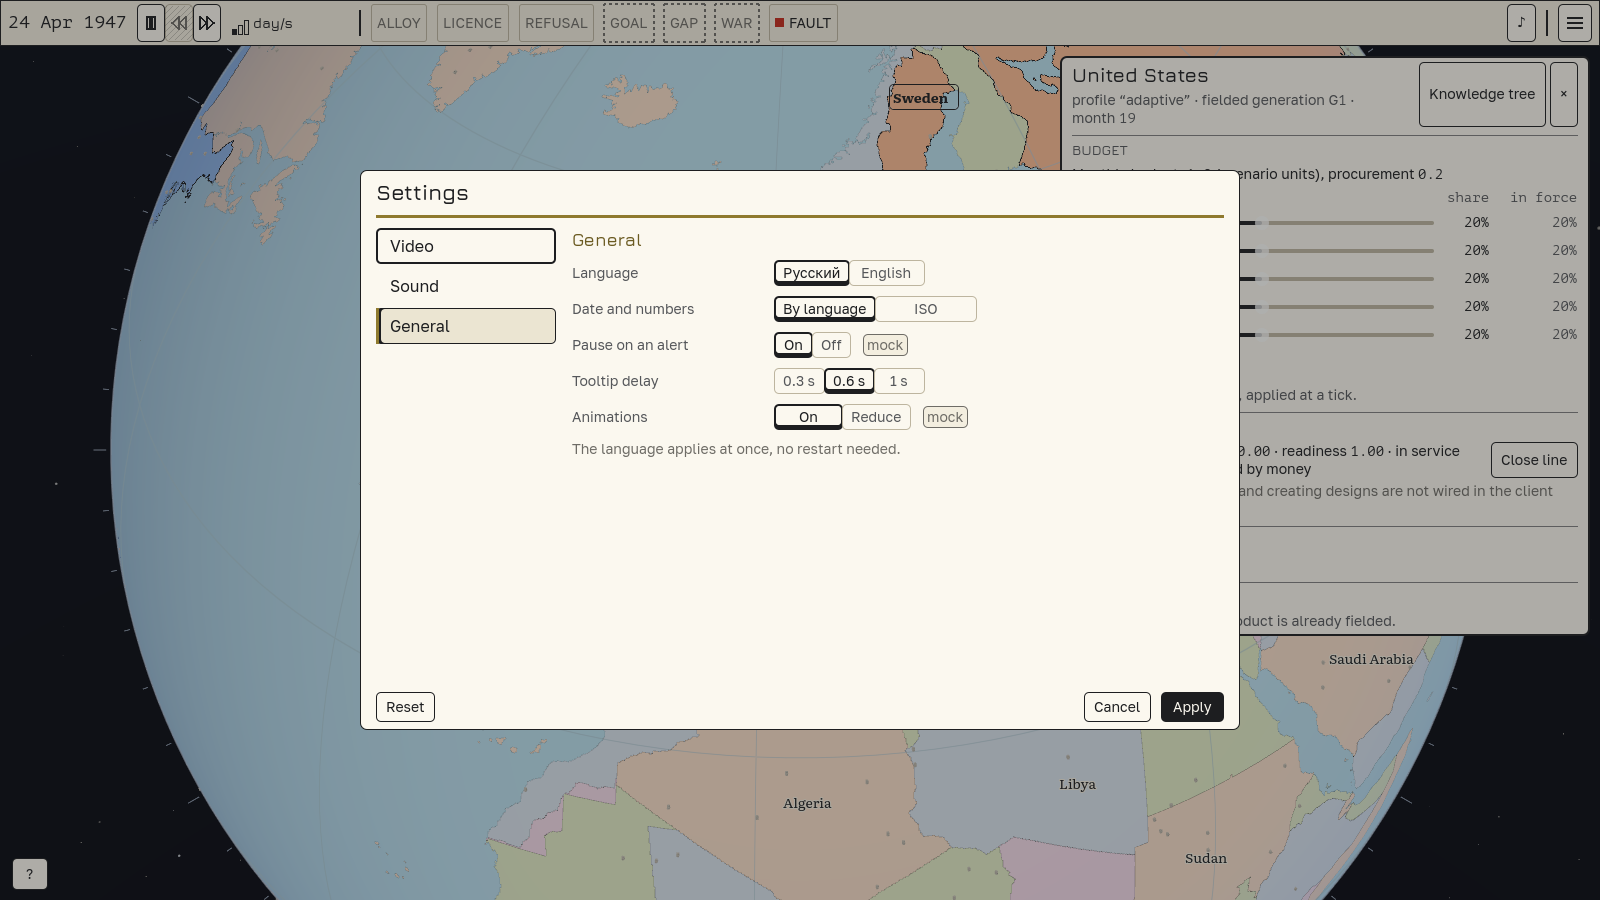 24 Apr 1947 day/s ALLOY LICENCE REFUSAL GOAL GAP WAR FAULT ♪
Sweden
United States
profile “adaptive” · fielded generation G1 ·
month 19
Knowledge tree ×
BUDGET
enario units), procurement 0.2
share in force
20% 20%
20% 20%
20% 20%
20% 20%
20% 20%
, applied at a tick.
0.00 · readiness 1.00 · in service
d by money
Close line
and creating designs are not wired in the client
oduct is already fielded.
Settings
Video
Sound
General
General
Language Русский English
Date and numbers By language ISO
Pause on an alert On Off mock
Tooltip delay 0.3 s 0.6 s 1 s
Animations On Reduce mock
The language applies at once, no restart needed.
Reset Cancel Apply
Saudi Arabia
Libya
Algeria
Sudan
?